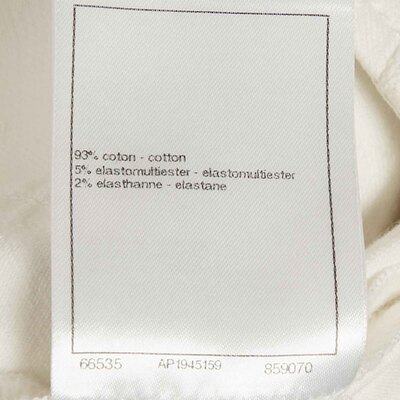 93% coton - cotton
5% elastomultiester - elastomultiester
2% elasthanne - elastane
66535 AP1945159 859070